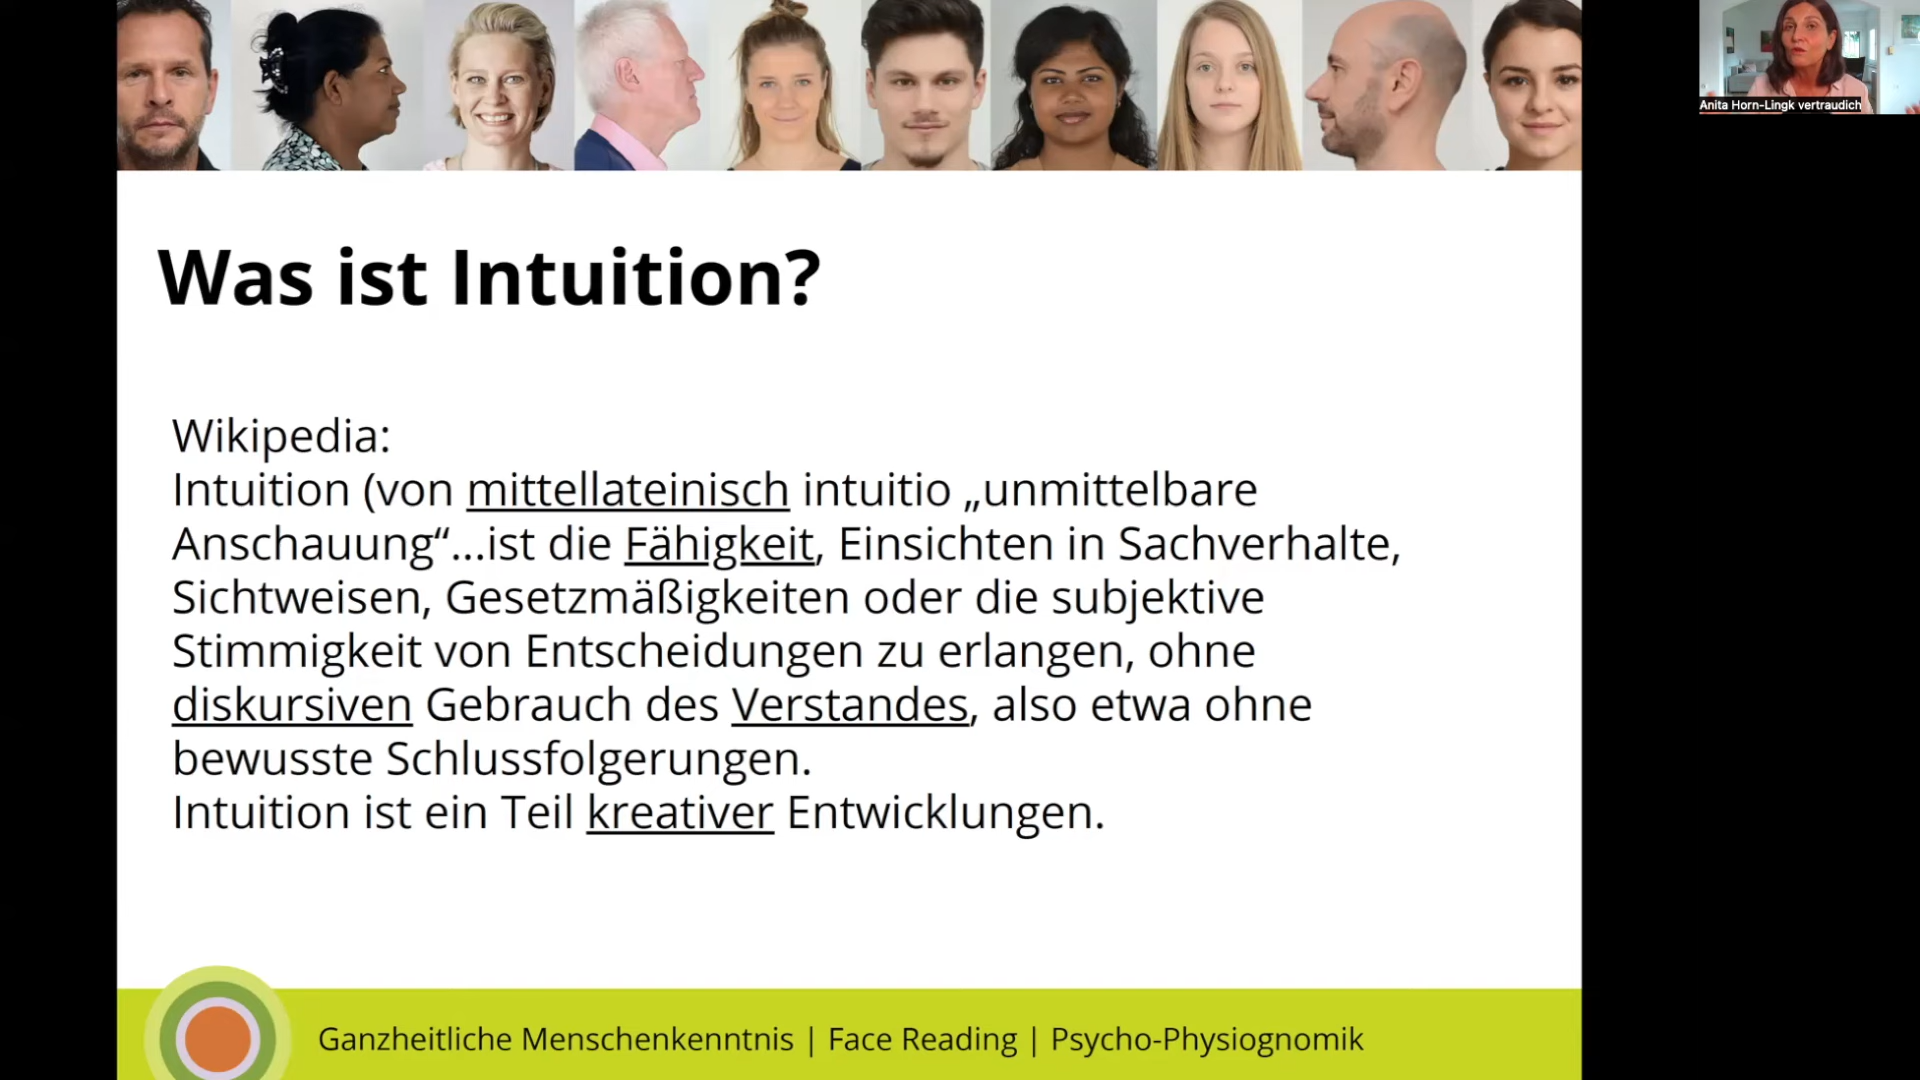 Anita Horn-Lingk vertraudich
Was ist Intuition?
Wikipedia:
Intuition (von mittellateinisch intuitio „unmittelbare
Anschauung“...ist die Fähigkeit, Einsichten in Sachverhalte,
Sichtweisen, Gesetzmäßigkeiten oder die subjektive
Stimmigkeit von Entscheidungen zu erlangen, ohne
diskursiven Gebrauch des Verstandes, also etwa ohne
bewusste Schlussfolgerungen.
Intuition ist ein Teil kreativer Entwicklungen.
Ganzheitliche Menschenkenntnis | Face Reading | Psycho-Physiognomik